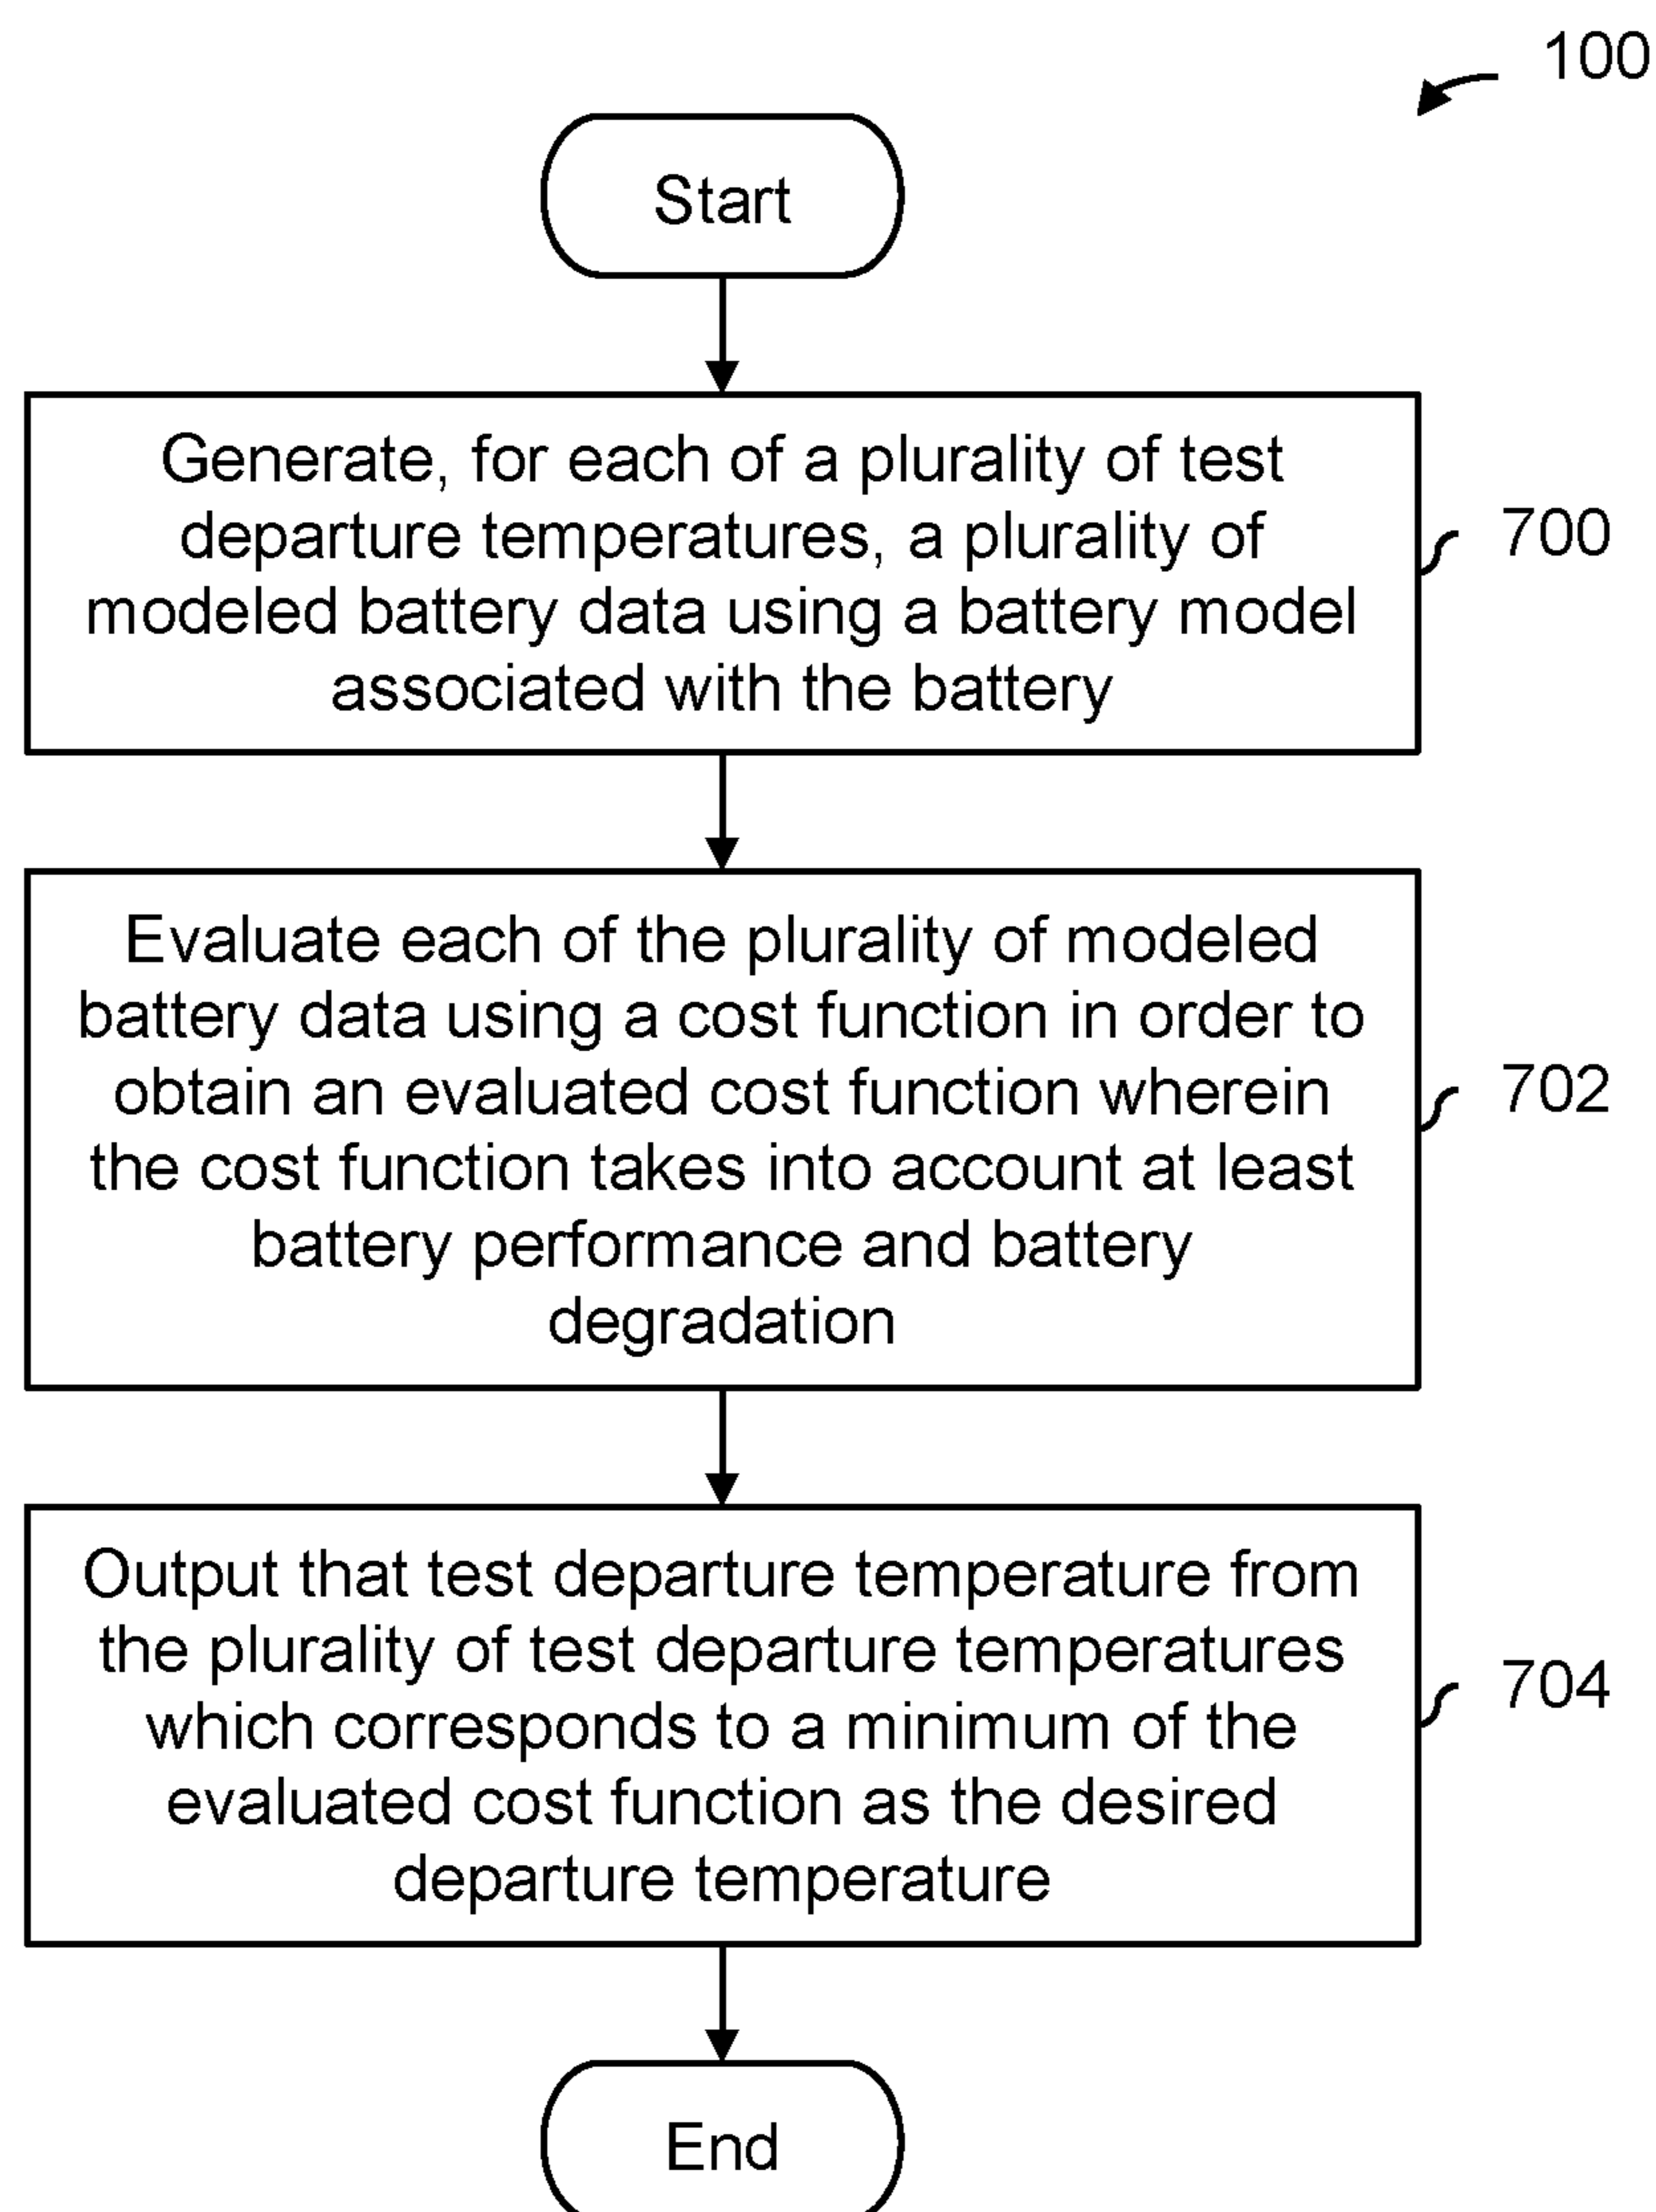 100
Start
Generate, for each of a plurality of test
departure temperatures, a plurality of
modeled battery data using a battery model
associated with the battery
700
Evaluate each of the plurality of modeled
battery data using a cost function in order to
obtain an evaluated cost function wherein
the cost function takes into account at least
battery performance and battery
degradation
702
Output that test departure temperature from
the plurality of test departure temperatures
which corresponds to a minimum of the
evaluated cost function as the desired
departure temperature
704
End